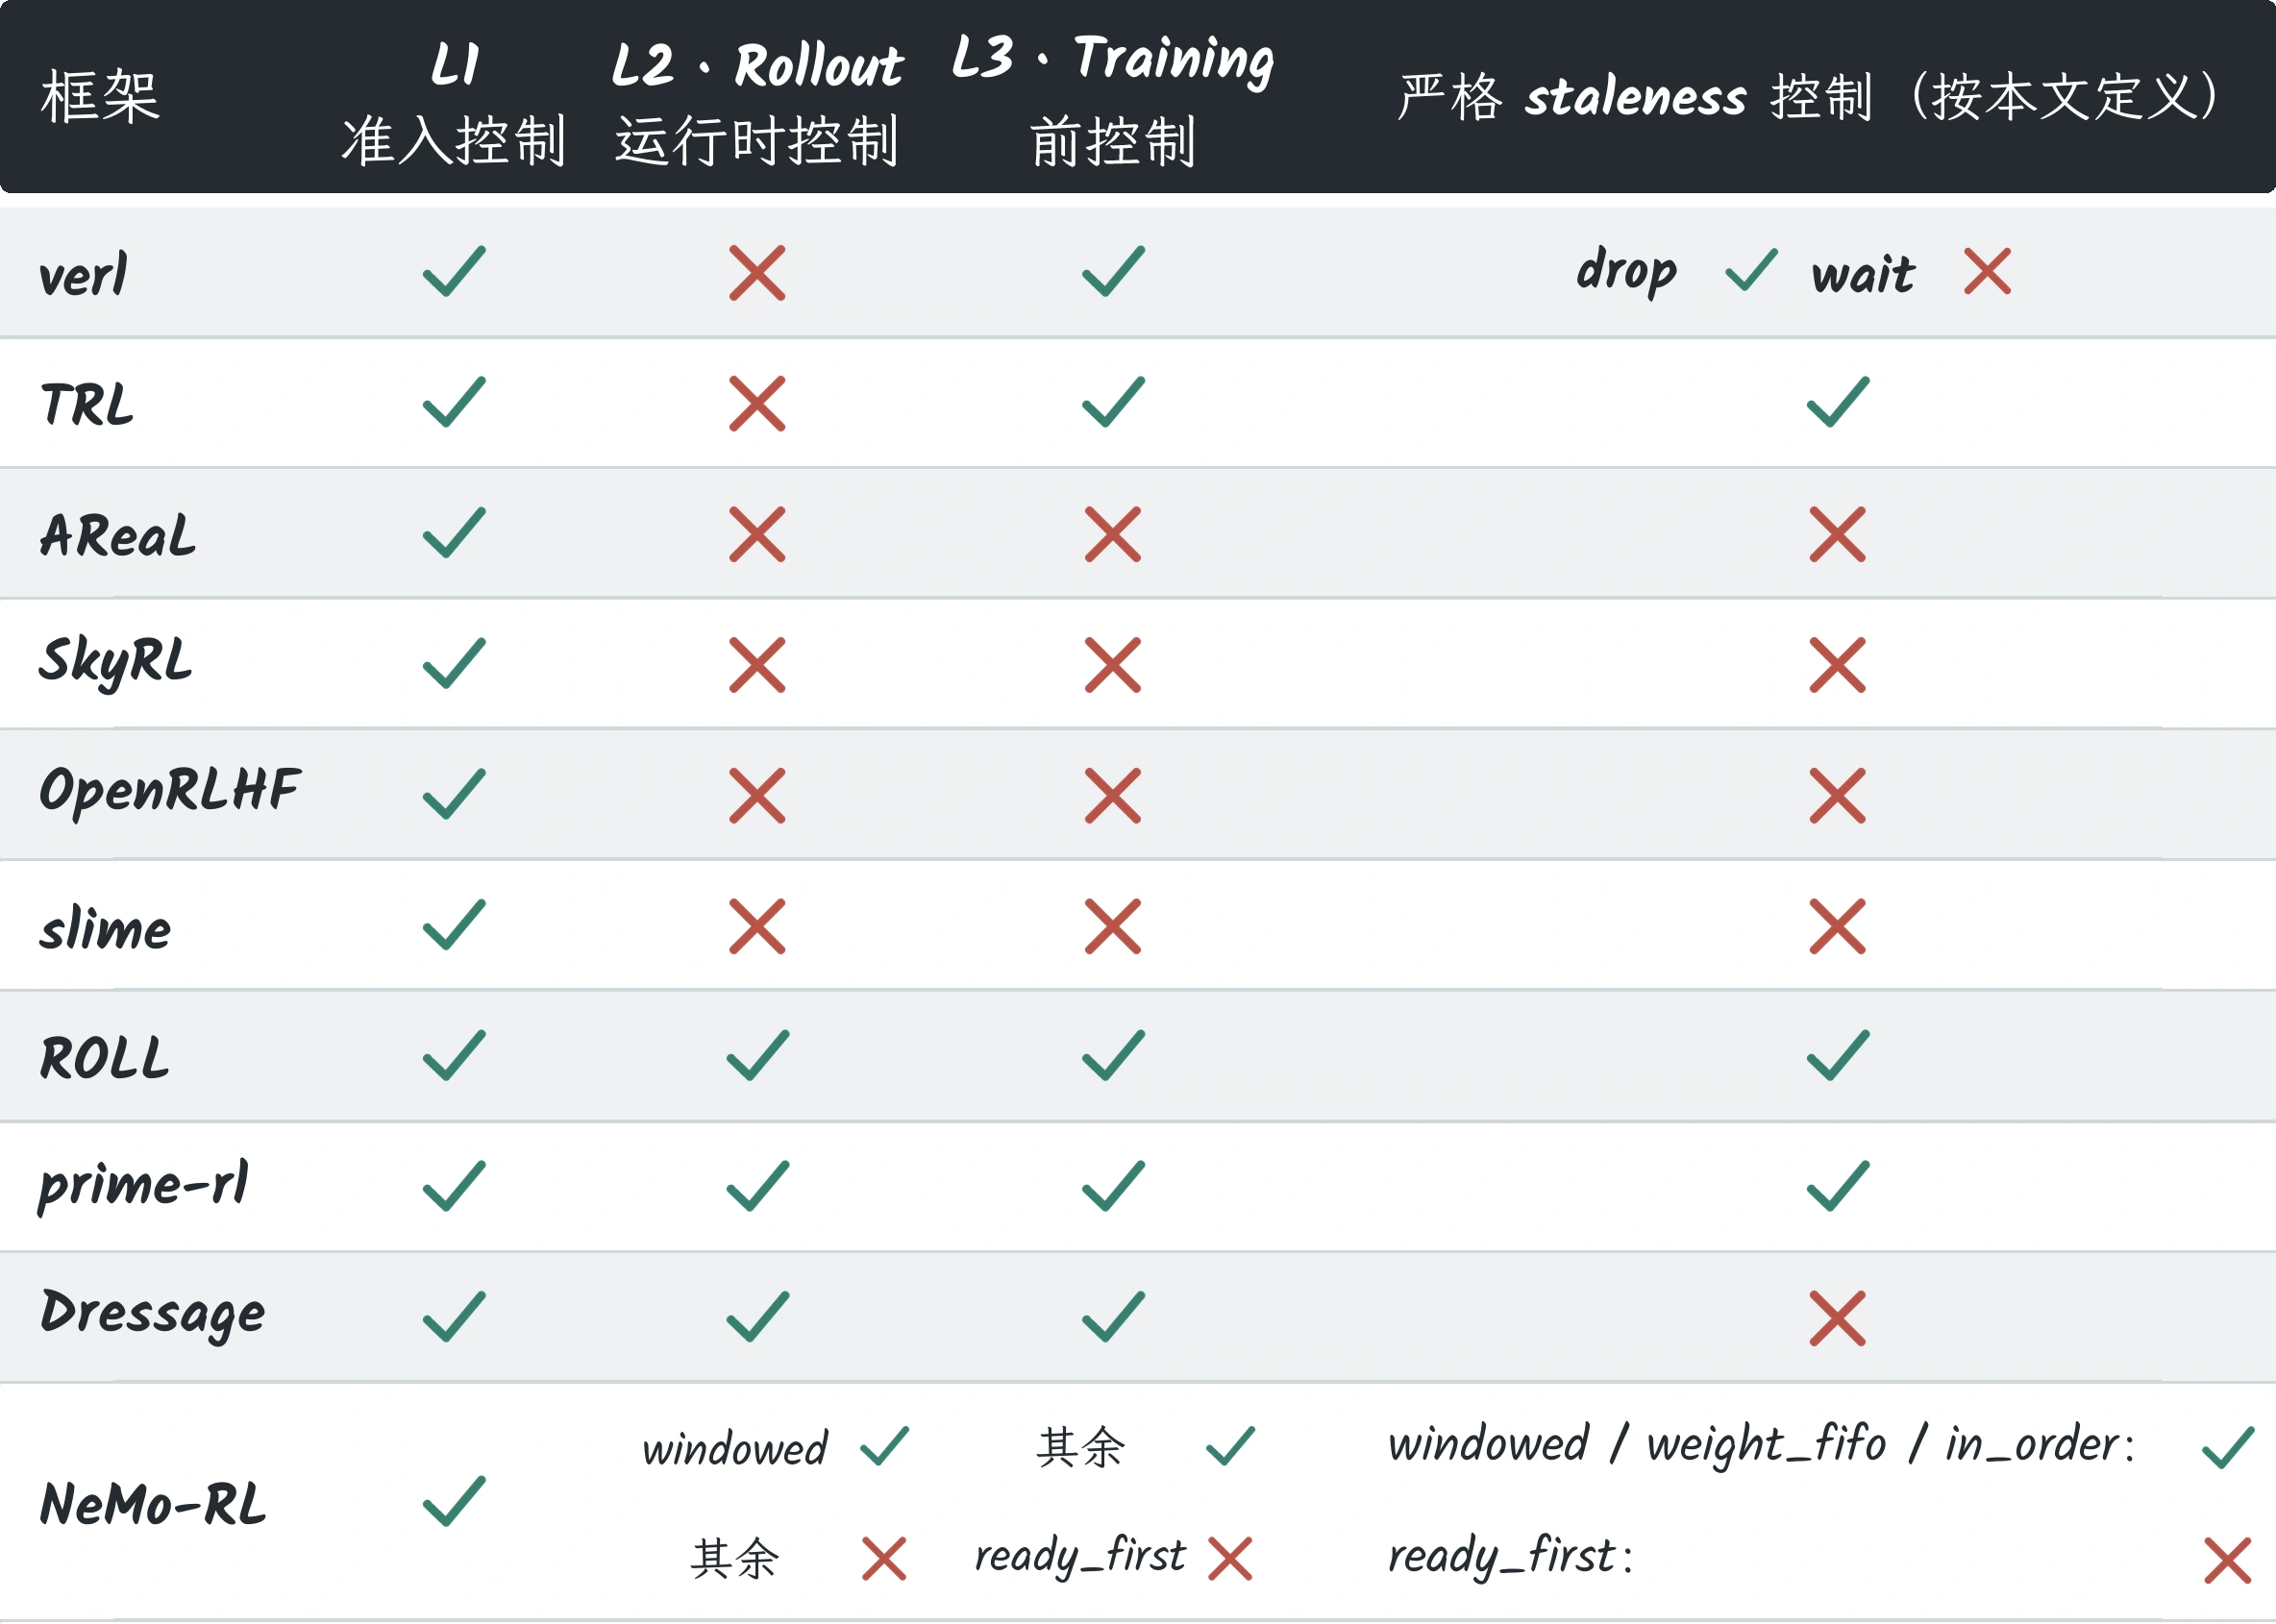 框架
L1
准入控制
L2 · Rollout
运行时控制
L3 · Training
前控制
严格 staleness 控制（按本文定义）
verl ✓ ✗ ✓ drop ✓ wait ✗
TRL ✓ ✗ ✓ ✓
AReaL ✓ ✗ ✗ ✗
SkyRL ✓ ✗ ✗ ✗
OpenRLHF ✓ ✗ ✗ ✗
slime ✓ ✗ ✗ ✗
ROLL ✓ ✓ ✓ ✓
prime-rl ✓ ✓ ✓ ✓
Dressage ✓ ✓ ✓ ✗
NeMo-RL ✓
windowed ✓ 其余 ✓ windowed / weight_fifo / in_order: ✓
其余 ✗ ready_first ✗ ready_first: ✗